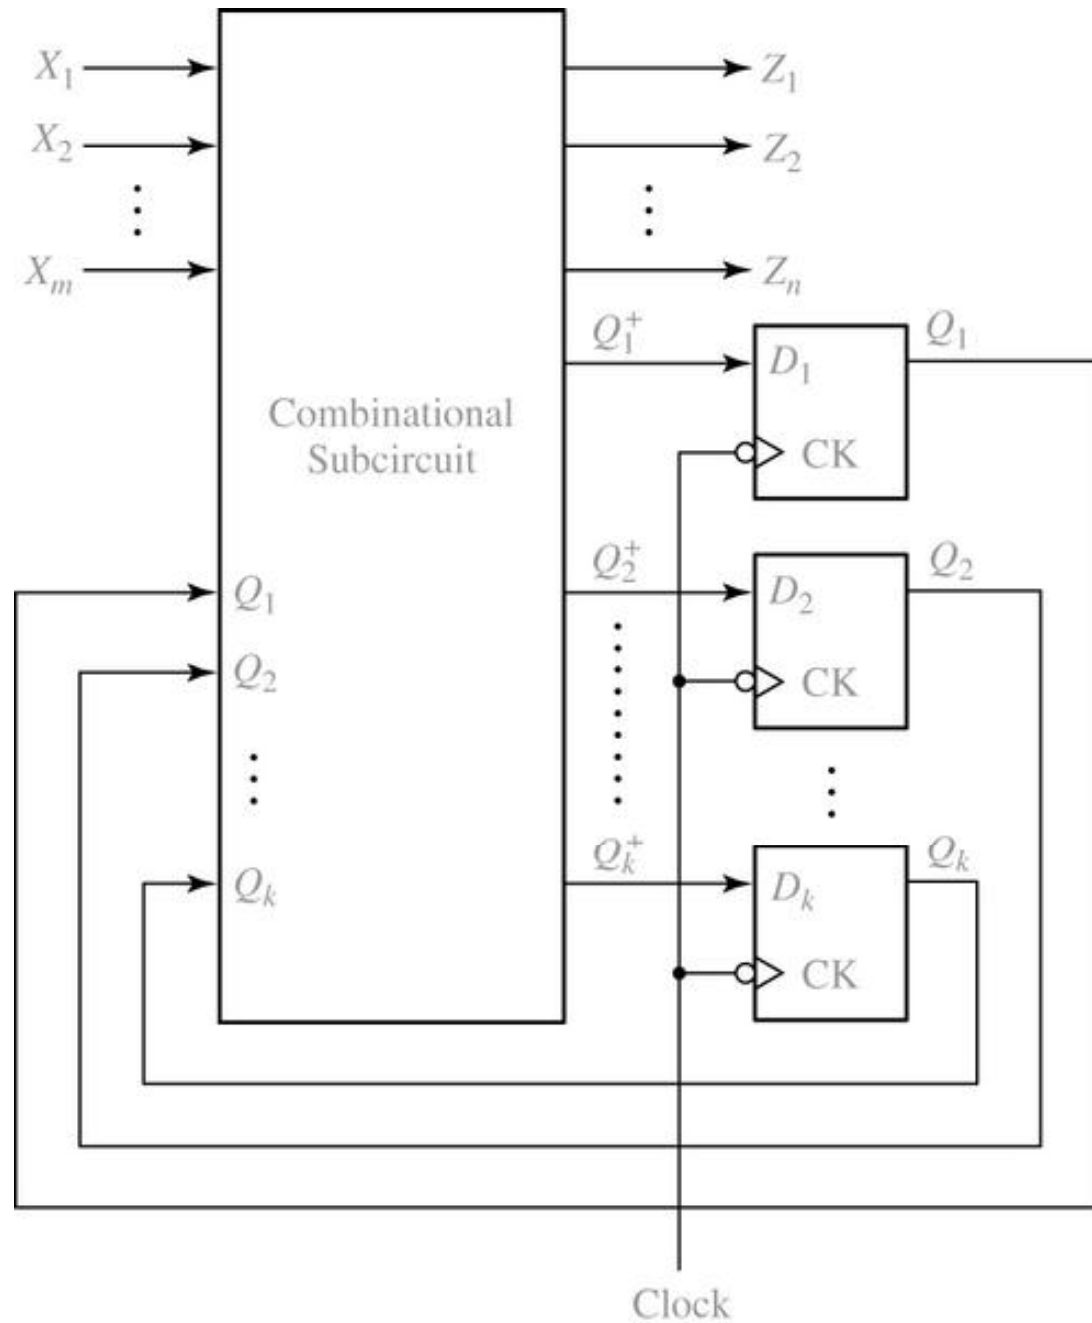 X₁
Z₁
X₂
Z₂
Xₘ
Zₙ
Q₁⁺
Q₁
D₁
Combinational
Subcircuit
CK
Q₂⁺
Q₂
Q₁
D₂
Q₂
CK
Qₖ⁺
Qₖ
Qₖ
Dₖ
CK
Clock